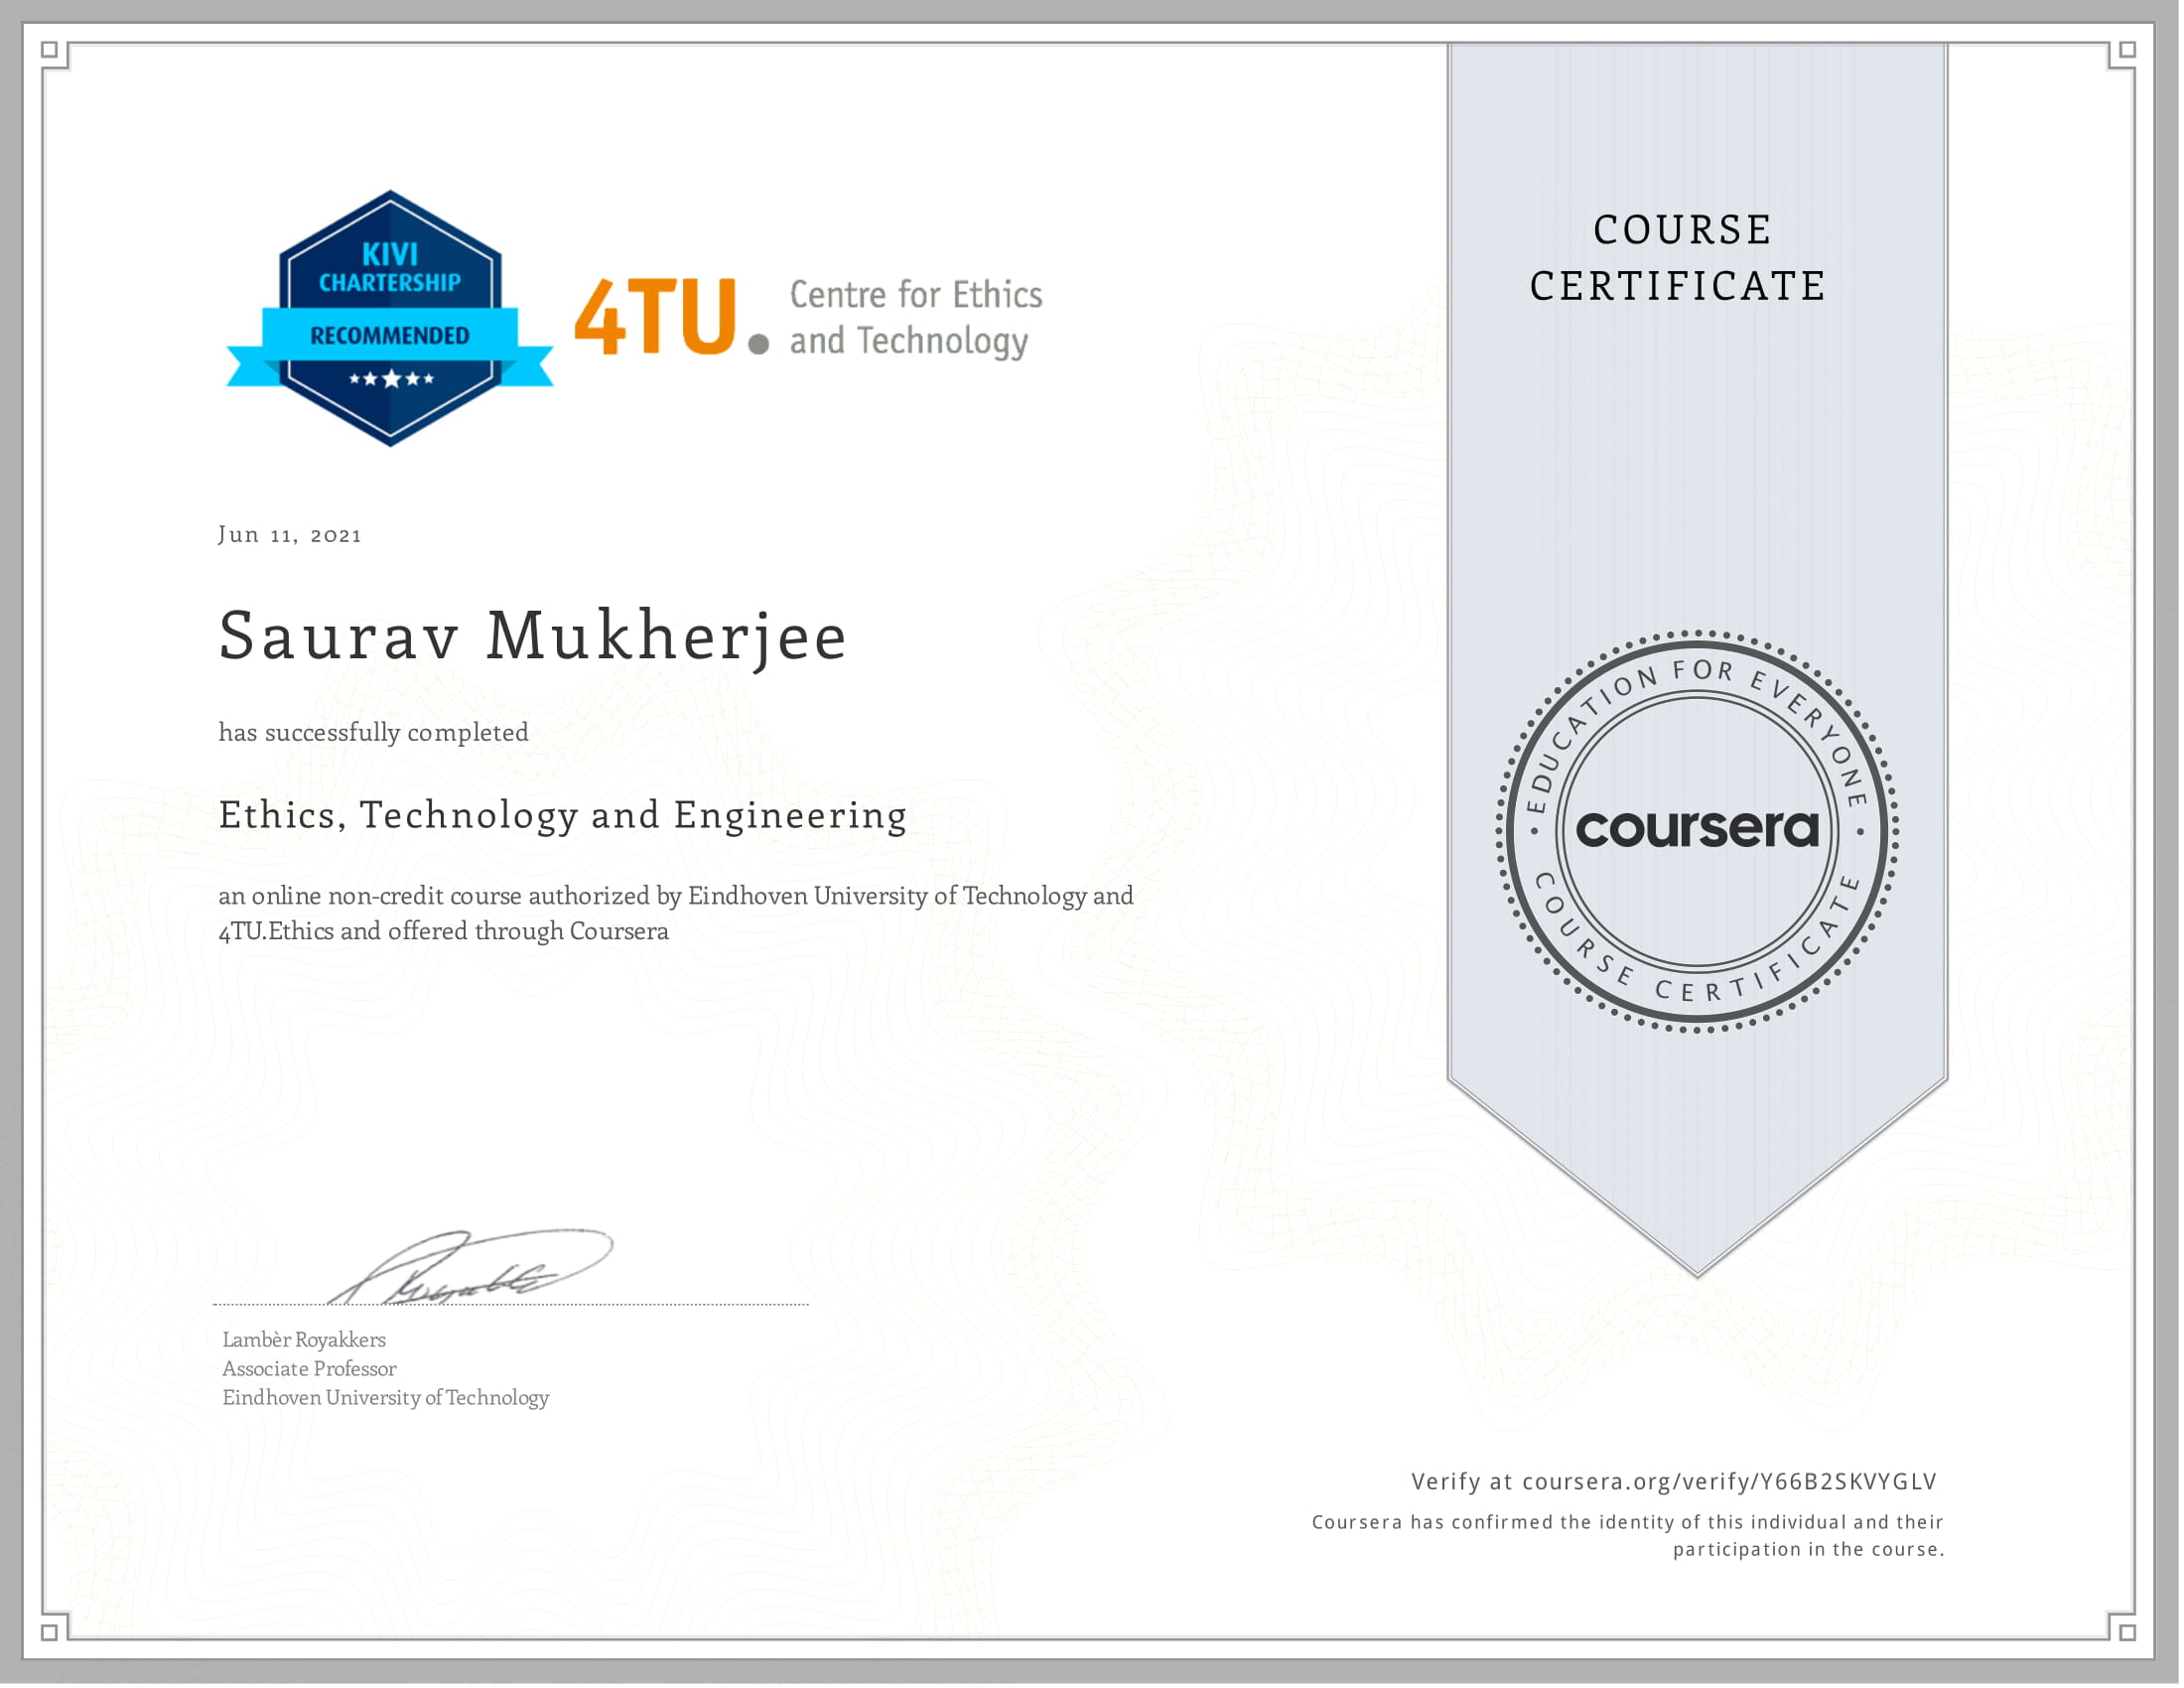 KIVI
CHARTERSHIP
RECOMMENDED
4TU.
Centre for Ethics
and Technology
COURSE
CERTIFICATE
Jun 11, 2021
Saurav Mukherjee
has successfully completed
Ethics, Technology and Engineering
an online non-credit course authorized by Eindhoven University of Technology and
4TU.Ethics and offered through Coursera
EDUCATION FOR EVERYONE
coursera
COURSE CERTIFICATE
Lambèr Royakkers
Associate Professor
Eindhoven University of Technology
Verify at coursera.org/verify/Y66B2SKVYGLV
Coursera has confirmed the identity of this individual and their
participation in the course.